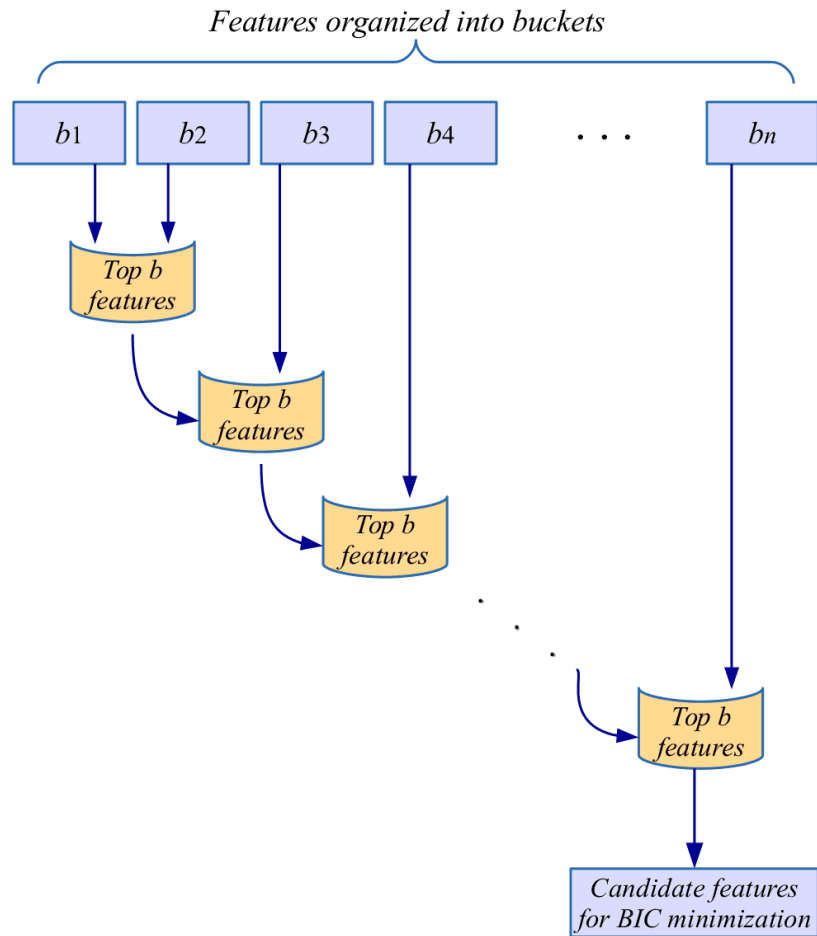 Features organized into buckets
b1 b2 b3 b4 . . . bn
Top b
features
Top b
features
Top b
features
. . .
Top b
features
Candidate features
for BIC minimization